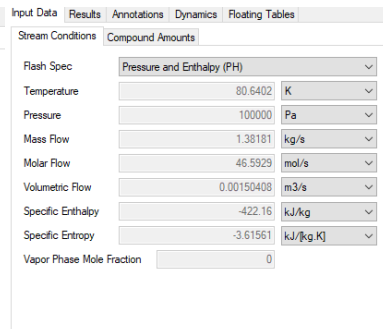 Input Data Results Annotations Dynamics Floating Tables
Stream Conditions Compound Amounts
Flash Spec Pressure and Enthalpy (PH)
Temperature 80.6402 K
Pressure 100000 Pa
Mass Flow 1.38181 kg/s
Molar Flow 46.5929 mol/s
Volumetric Flow 0.00150408 m3/s
Specific Enthalpy -422.16 kJ/kg
Specific Entropy -3.61561 kJ/[kg.K]
Vapor Phase Mole Fraction 0